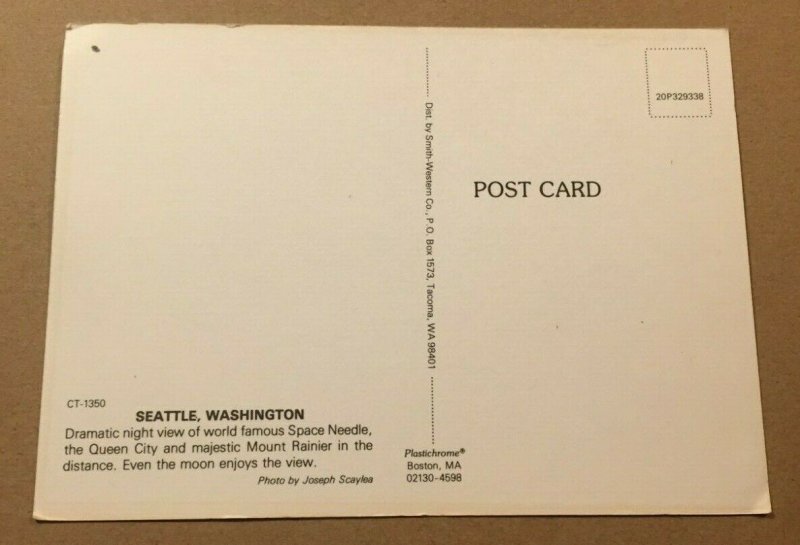 20P329338
POST CARD
Dist. by Smith-Western Co., P.O. Box 1573, Tacoma, WA 98401
CT-1350
SEATTLE, WASHINGTON
Dramatic night view of world famous Space Needle,
the Queen City and majestic Mount Rainier in the
distance. Even the moon enjoys the view.
Photo by Joseph Scaylea
Plastichrome®
Boston, MA
02130-4598